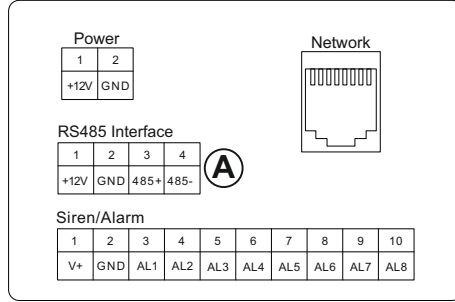 Power
1 2
+12V GND
Network
RS485 Interface
1 2 3 4
+12V GND 485+ 485-
A
Siren/Alarm
1 2 3 4 5 6 7 8 9 10
V+ GND AL1 AL2 AL3 AL4 AL5 AL6 AL7 AL8